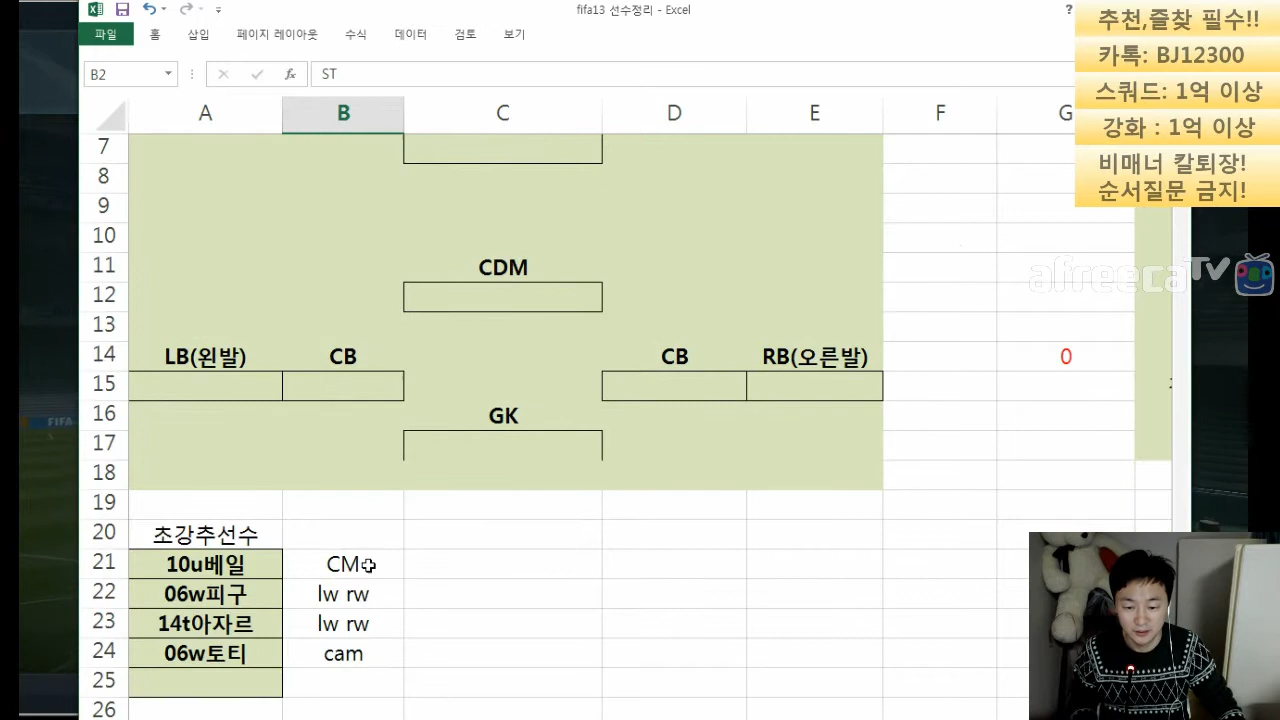 fifa13 선수정리 - Excel
?
파일 홈 삽입 페이지 레이아웃 수식 데이터 검토 보기
B2 fx ST
A B C D E F G
7
8
9
10
11 CDM
12
13
14 LB(왼발) CB CB RB(오른발) 0
15
16 GK
17
18
19
20 초강추선수
21 10u베일 CM
22 06w피구 lw rw
23 14t아자르 lw rw
24 06w토티 cam
25
26
추천,즐찾 필수!!
카톡: BJ12300
스쿼드: 1억 이상
강화 : 1억 이상
비매너 칼퇴장!
순서질문 금지!
afreecaTV
FIFA